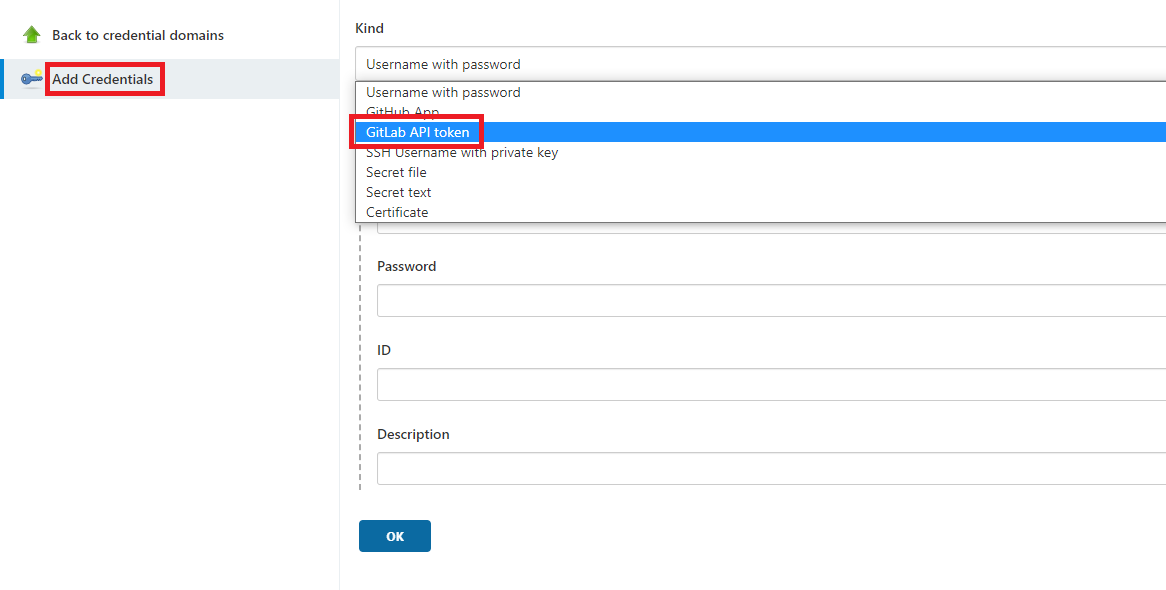 Back to credential domains
Add Credentials
Kind
Username with password
Username with password
GitHub App
GitLab API token
SSH Username with private key
Secret file
Secret text
Certificate
Password
ID
Description
OK